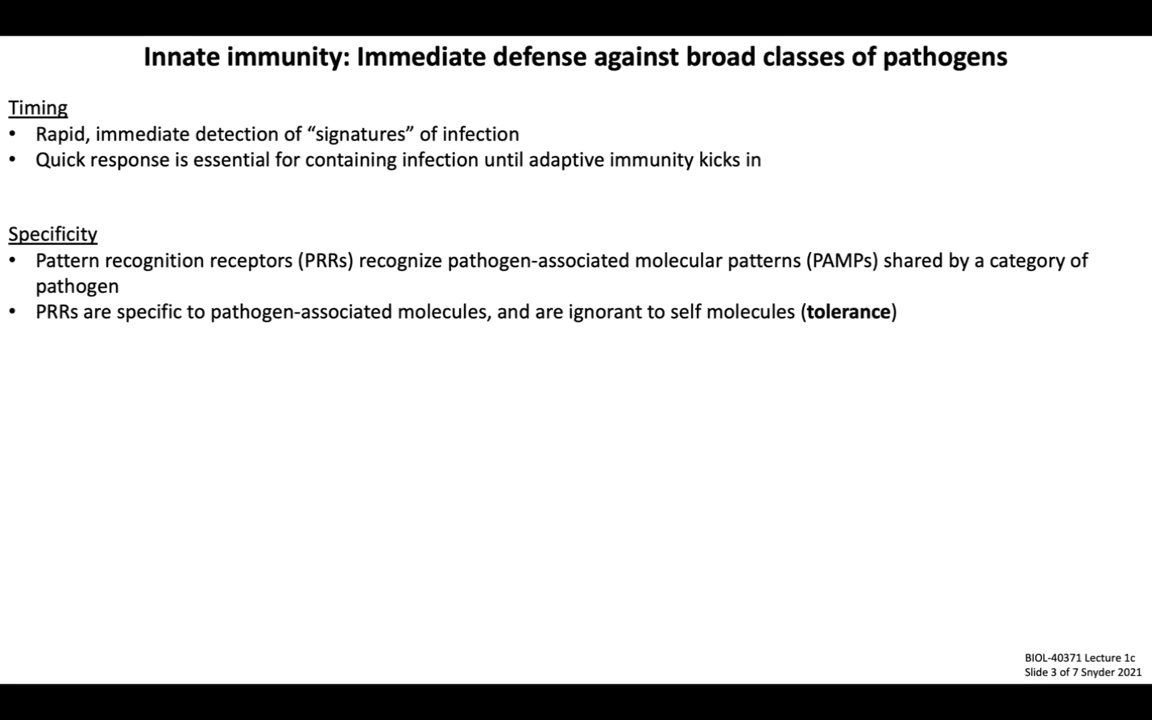 Innate immunity: Immediate defense against broad classes of pathogens
Timing
• Rapid, immediate detection of “signatures” of infection
• Quick response is essential for containing infection until adaptive immunity kicks in
Specificity
• Pattern recognition receptors (PRRs) recognize pathogen-associated molecular patterns (PAMPs) shared by a category of
pathogen
• PRRs are specific to pathogen-associated molecules, and are ignorant to self molecules (tolerance)
BIOL-40371 Lecture 1c
Slide 3 of 7 Snyder 2021